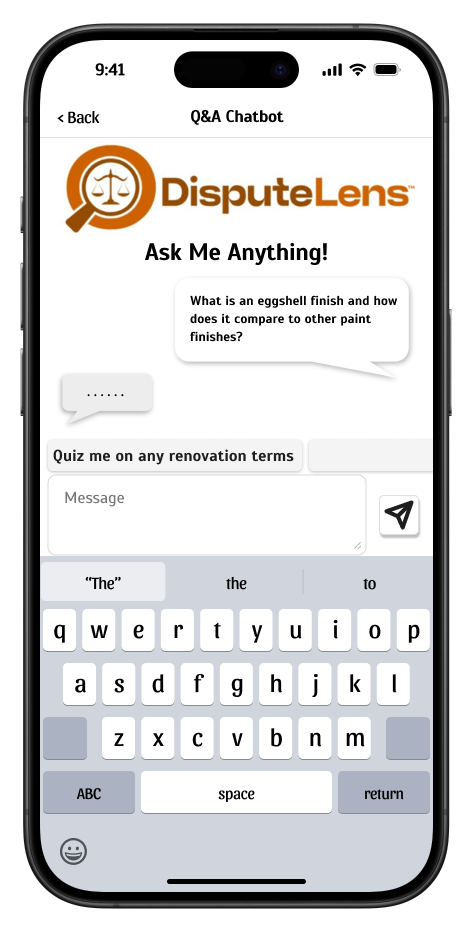 9:41
< Back
Q&A Chatbot
DisputeLens™
Ask Me Anything!
What is an eggshell finish and how
does it compare to other paint
finishes?
......
Quiz me on any renovation terms
Message
“The”
the
to
q w e r t y u i o p
a s d f g h j k l
z x c v b n m
ABC
space
return